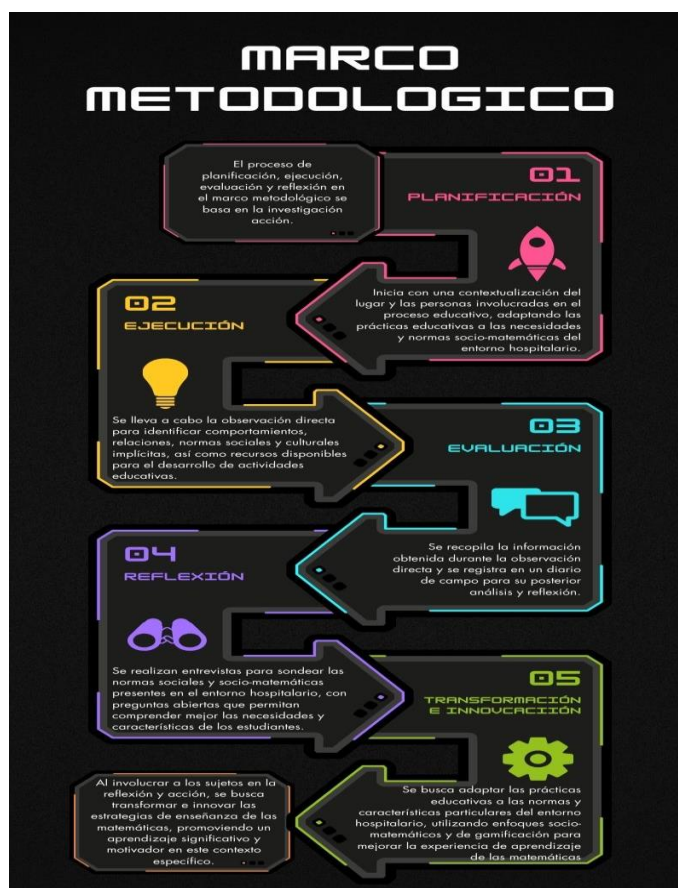 MARCO
METODOLOGICO
El proceso de
planificación, ejecución,
evaluación y reflexión en
el marco metodológico se
basa en la investigación
acción.
01
PLANIFICACIÓN
Inicia con una contextualización del
lugar y las personas involucradas en el
proceso educativo, adaptando las
prácticas educativas a las necesidades
y normas socio-matemáticas del
entorno hospitalario.
02
EJECUCIÓN
Se lleva a cabo la observación directa
para identificar comportamientos,
relaciones, normas sociales y culturales
implícitas, así como recursos disponibles
para el desarrollo de actividades
educativas.
03
EVALUACIÓN
Se recopila la información
obtenida durante la observación
directa y se registra en un diario
de campo para su posterior
análisis y reflexión.
04
REFLEXIÓN
Se realizan entrevistas para sondear las
normas sociales y socio-matemáticas
presentes en el entorno hospitalario, con
preguntas abiertas que permitan
comprender mejor las necesidades y
características de los estudiantes.
05
TRANSFORMACIÓN
E INNOVCACIIÓN
Se busca adaptar las prácticas
educativas a las normas y
características particulares del entorno
hospitalario, utilizando enfoques socio-
matemáticos y de gamificación para
mejorar la experiencia de aprendizaje
de las matemáticas
Al involucrar a los sujetos en la
reflexión y acción, se busca
transformar e innovar las
estrategias de enseñanza de las
matemáticas, promoviendo un
aprendizaje significativo y
motivador en este contexto
específico.